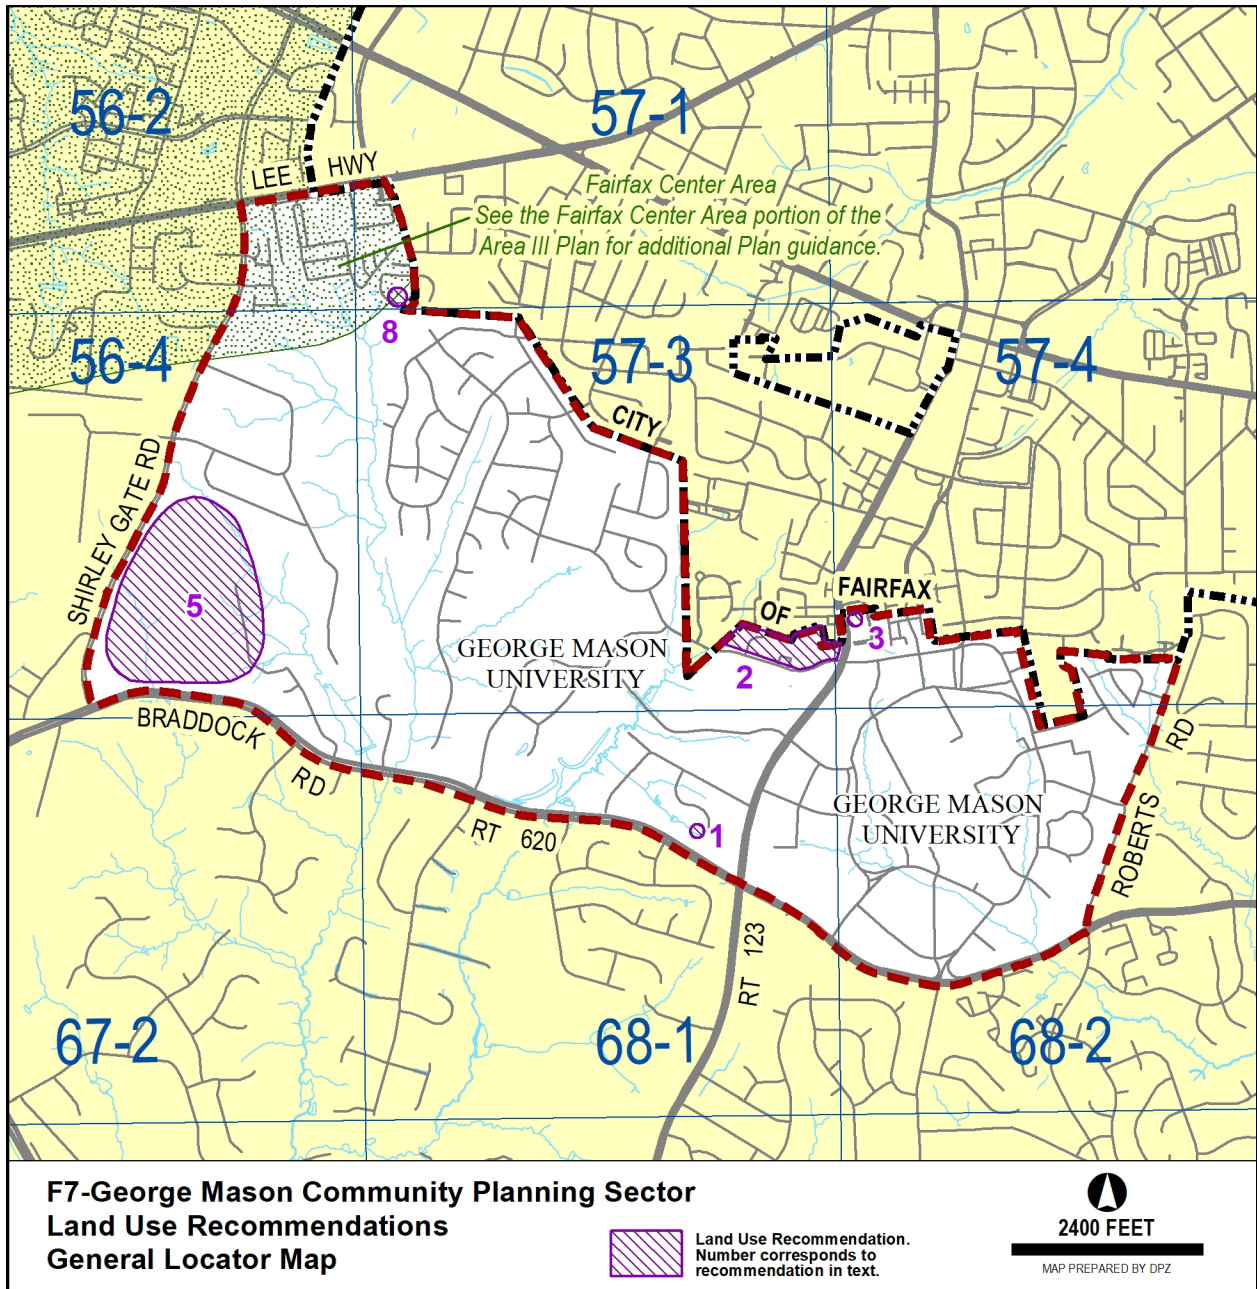 56-2
57-1
LEE HWY
Fairfax Center Area
See the Fairfax Center Area portion of the
Area III Plan for additional Plan guidance.
8
56-4
57-3
57-4
CITY
SHIRLEY GATE RD
5
OF
FAIRFAX
3
GEORGE MASON
UNIVERSITY
2
BRADDOCK
RD
RD
RT 620
1
GEORGE MASON
UNIVERSITY
ROBERTS
RT 123
67-2
68-1
68-2
F7-George Mason Community Planning Sector
Land Use Recommendations
General Locator Map
Land Use Recommendation.
Number corresponds to
recommendation in text.
2400 FEET
MAP PREPARED BY DPZ